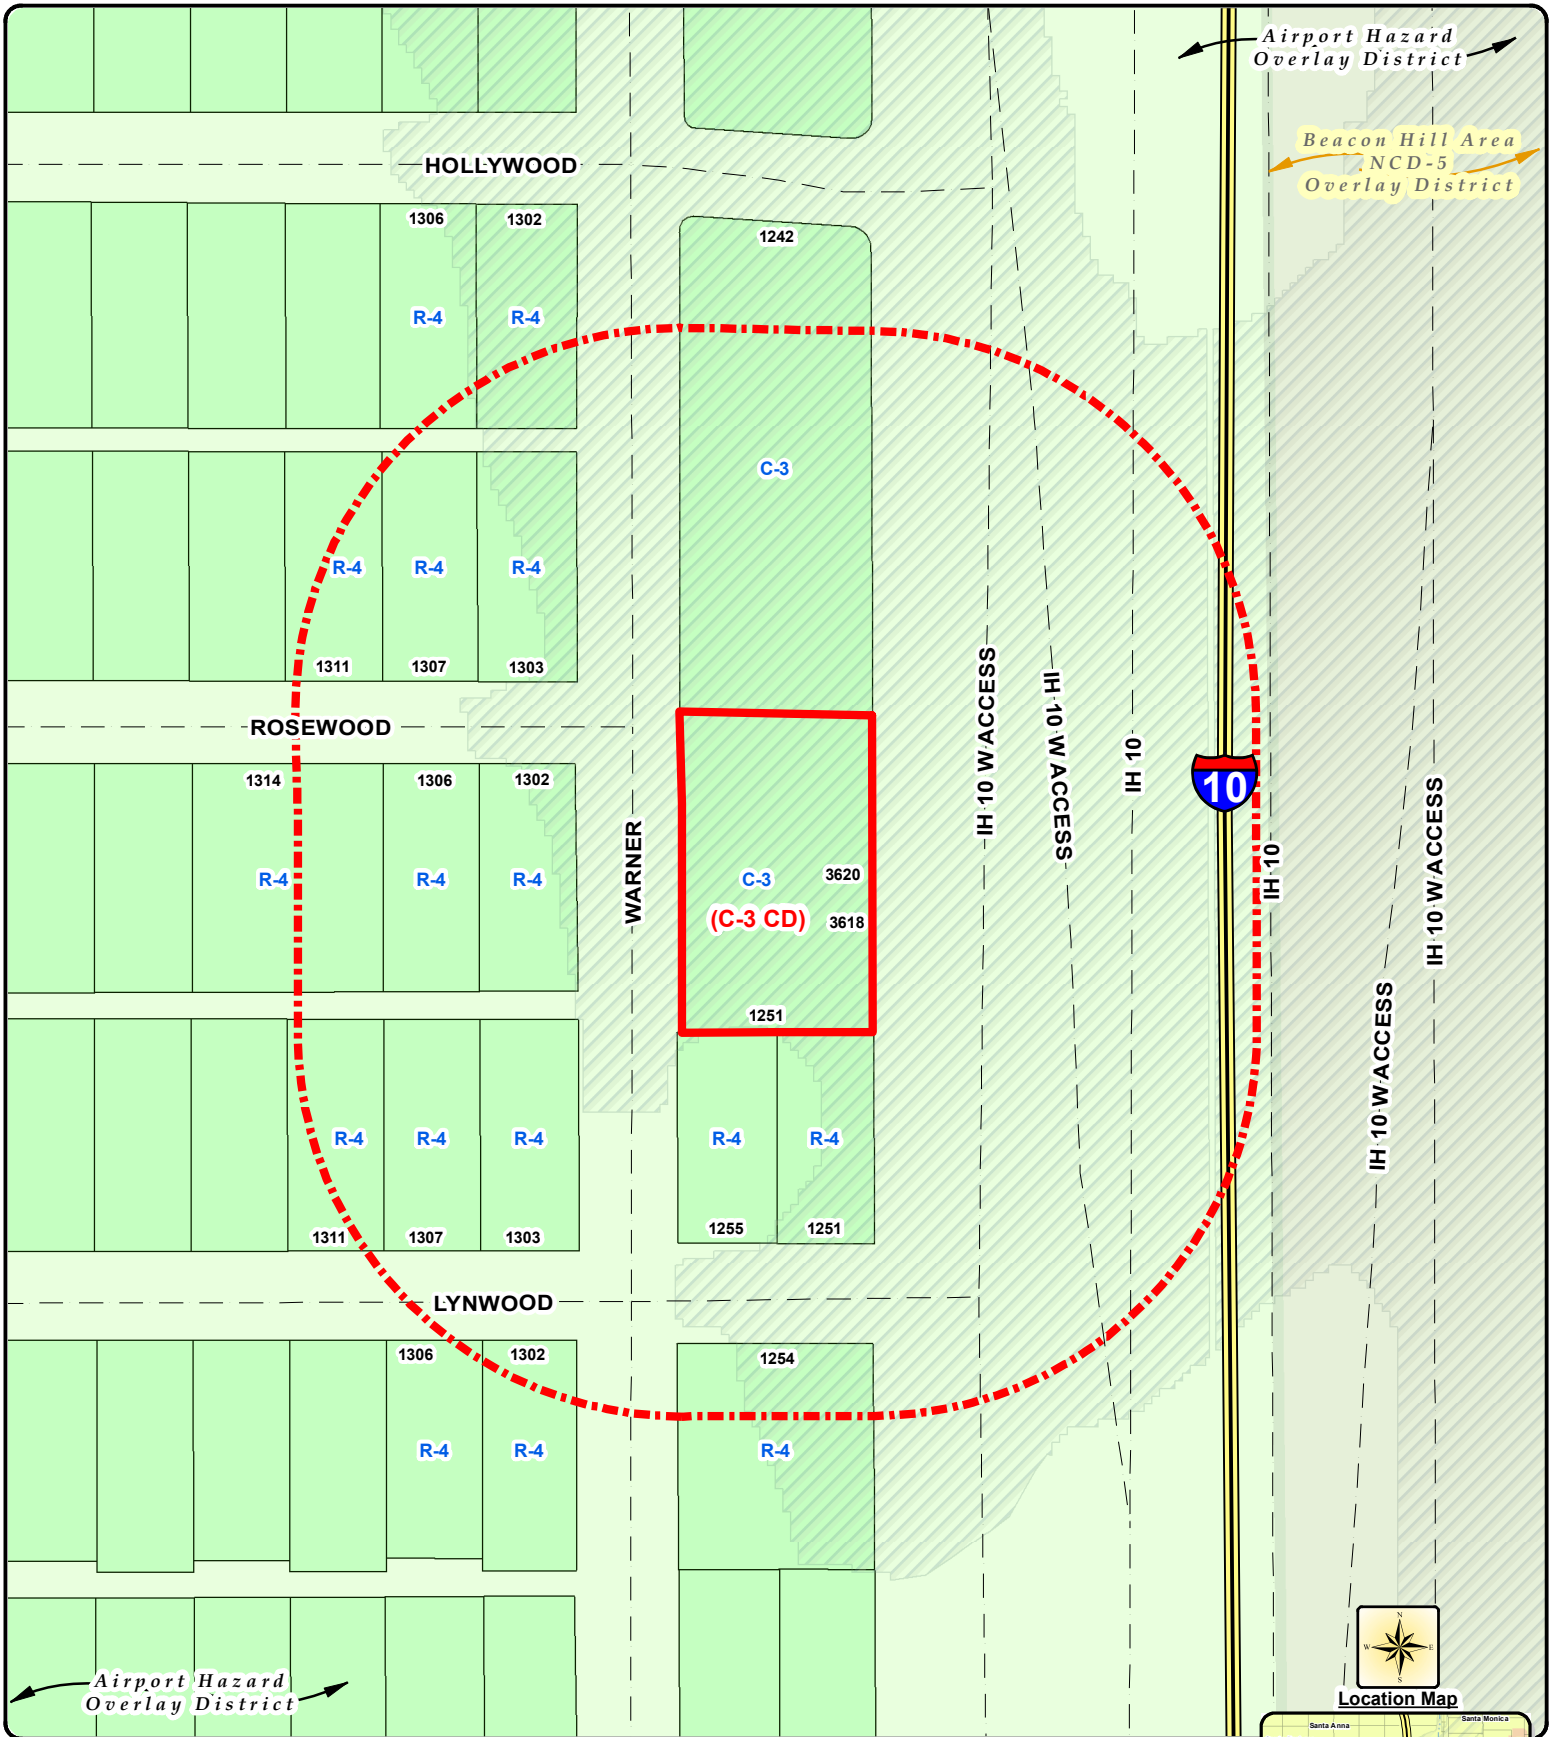 Airport Hazard
Overlay District
Beacon Hill Area
NCD-5
Overlay District
HOLLYWOOD
1306
1302
1242
R-4
R-4
C-3
R-4
R-4
R-4
1311
1307
1303
ROSEWOOD
IH 10 W ACCESS
IH 10 W ACCESS
IH 10
10
1314
1306
1302
WARNER
R-4
R-4
R-4
C-3
3620
(C-3 CD)
3618
IH 10
IH 10 W ACCESS
1251
IH 10 W ACCESS
R-4
R-4
R-4
R-4
R-4
1311
1307
1303
1255
1251
LYNWOOD
1306
1302
1254
R-4
R-4
R-4
Airport Hazard
Overlay District
N
W
E
S
Location Map
Santa Anna
Santa Monica